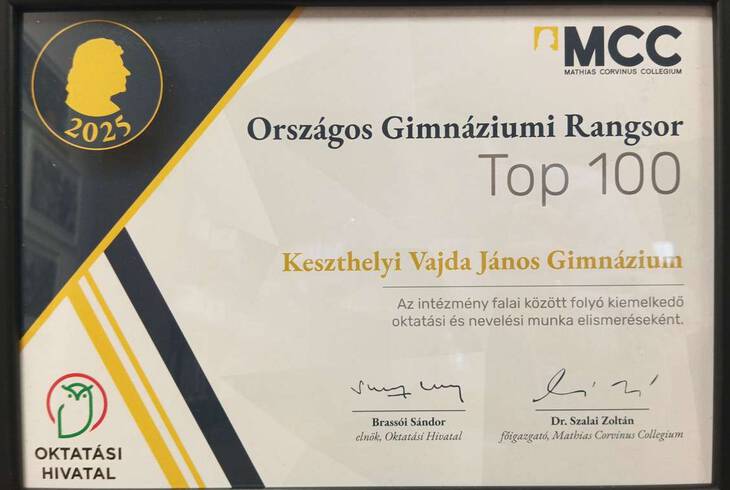 2025
MCC
MATHIAS CORVINUS COLLEGIUM
Országos Gimnáziumi Rangsor
Top 100
Keszthelyi Vajda János Gimnázium
Az intézmény falai között folyó kiemelkedő
oktatási és nevelési munka elismeréseként.
Brassói Sándor
elnök, Oktatási Hivatal
Dr. Szalai Zoltán
főigazgató, Mathias Corvinus Collegium
OKTATÁSI
HIVATAL